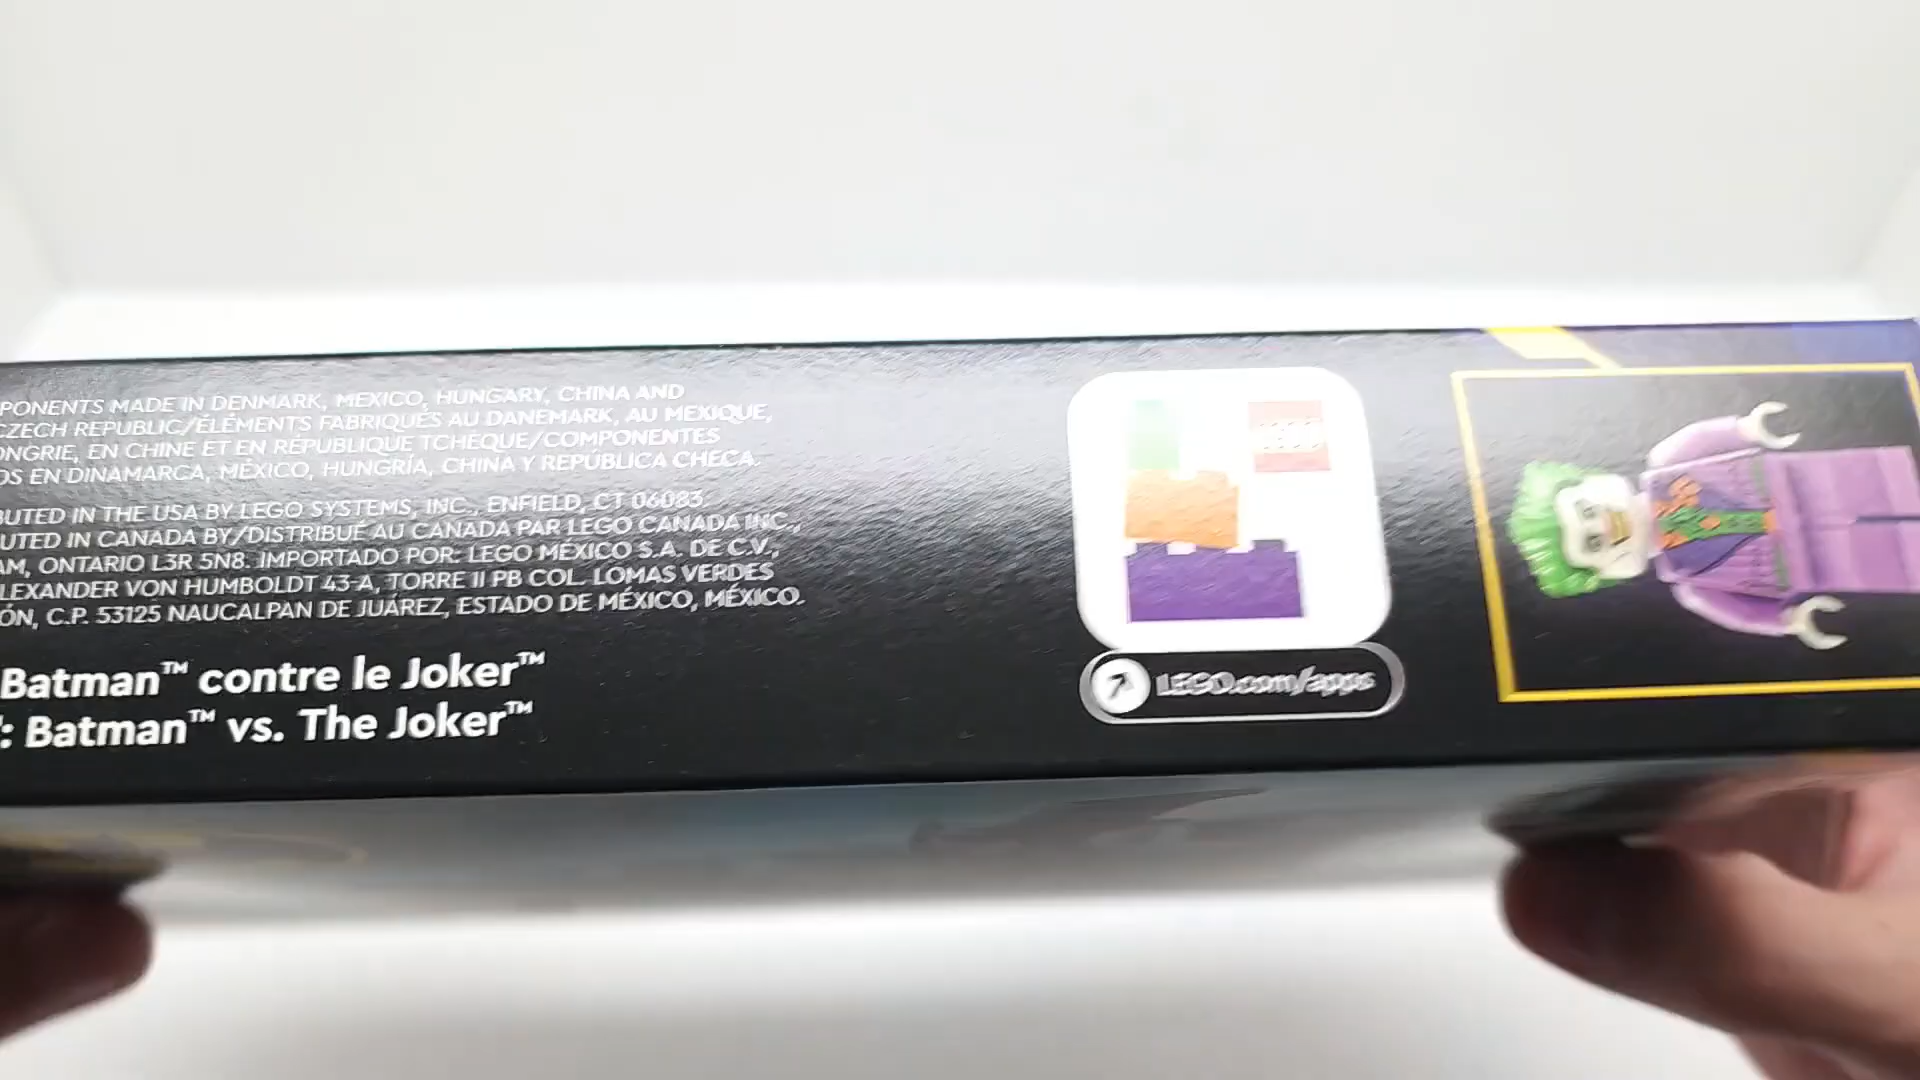 PONENTS MADE IN DENMARK, MEXICO, HUNGARY, CHINA AND
CZECH REPUBLIC/ÉLÉMENTS FABRIQUÉS AU DANEMARK, AU MEXIQUE,
ONGRIE, EN CHINE ET EN RÉPUBLIQUE TCHÈQUE/COMPONENTES
OS EN DINAMARCA, MÉXICO, HUNGRÍA, CHINA Y REPÚBLICA CHECA.
BUTED IN THE USA BY LEGO SYSTEMS, INC., ENFIELD, CT 06083
UTED IN CANADA BY/DISTRIBUÉ AU CANADA PAR LEGO CANADA INC.,
AM, ONTARIO L3R 5N8. IMPORTADO POR: LEGO MÉXICO S.A. DE C.V.,
LEXANDER VON HUMBOLDT 43-A, TORRE II PB COL. LOMAS VERDES
ÓN, C.P. 53125 NAUCALPAN DE JUÁREZ, ESTADO DE MÉXICO, MÉXICO.
Batman™ contre le Joker™
: Batman™ vs. The Joker™
LEGO
LEGO.com/apps